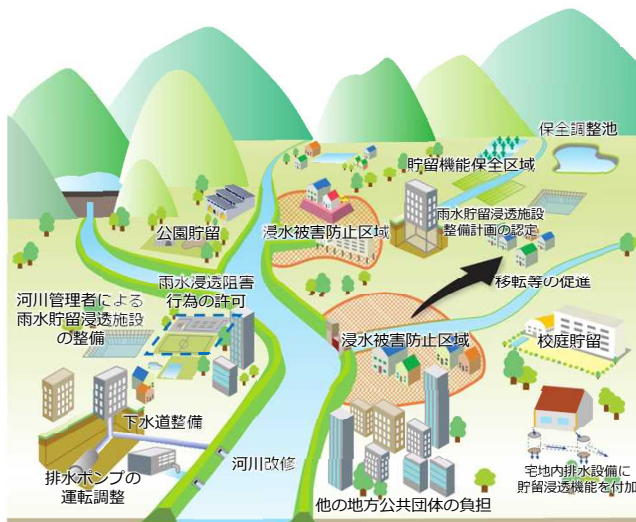 保全調整池
貯留機能保全区域
公園貯留
浸水被害防止区域
雨水貯留浸透施設
整備計画の認定
移転等の促進
河川管理者による
雨水貯留浸透施設
の整備
雨水浸透阻害
行為の許可
浸水被害防止区域
校庭貯留
下水道整備
排水ポンプの
運転調整
河川改修
他の地方公共団体の負担
宅地内排水設備に
貯留浸透機能を付加